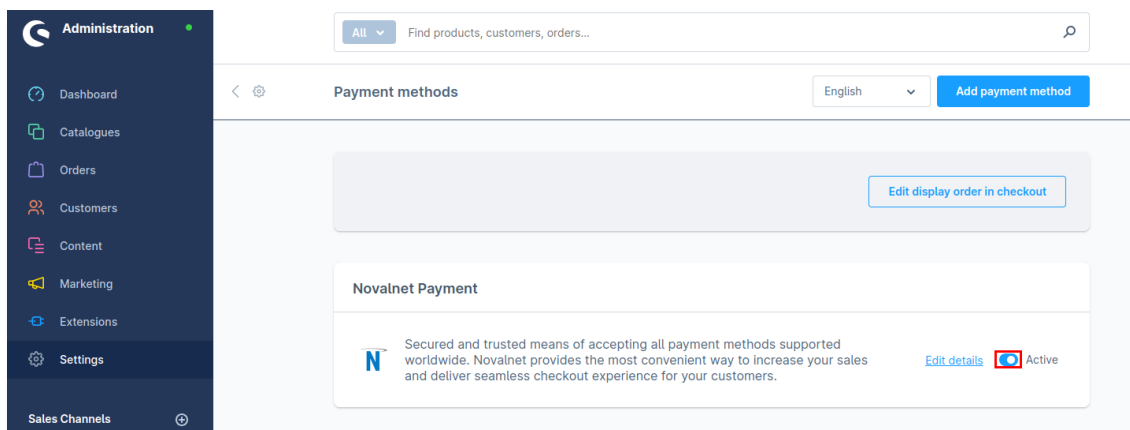 Administration
All
Find products, customers, orders...
Dashboard
Payment methods
English
Add payment method
Catalogues
Orders
Edit display order in checkout
Customers
Content
Marketing
Novalnet Payment
Extensions
Settings
N
Secured and trusted means of accepting all payment methods supported
worldwide. Novalnet provides the most convenient way to increase your sales
and deliver seamless checkout experience for your customers.
Edit details
Active
Sales Channels